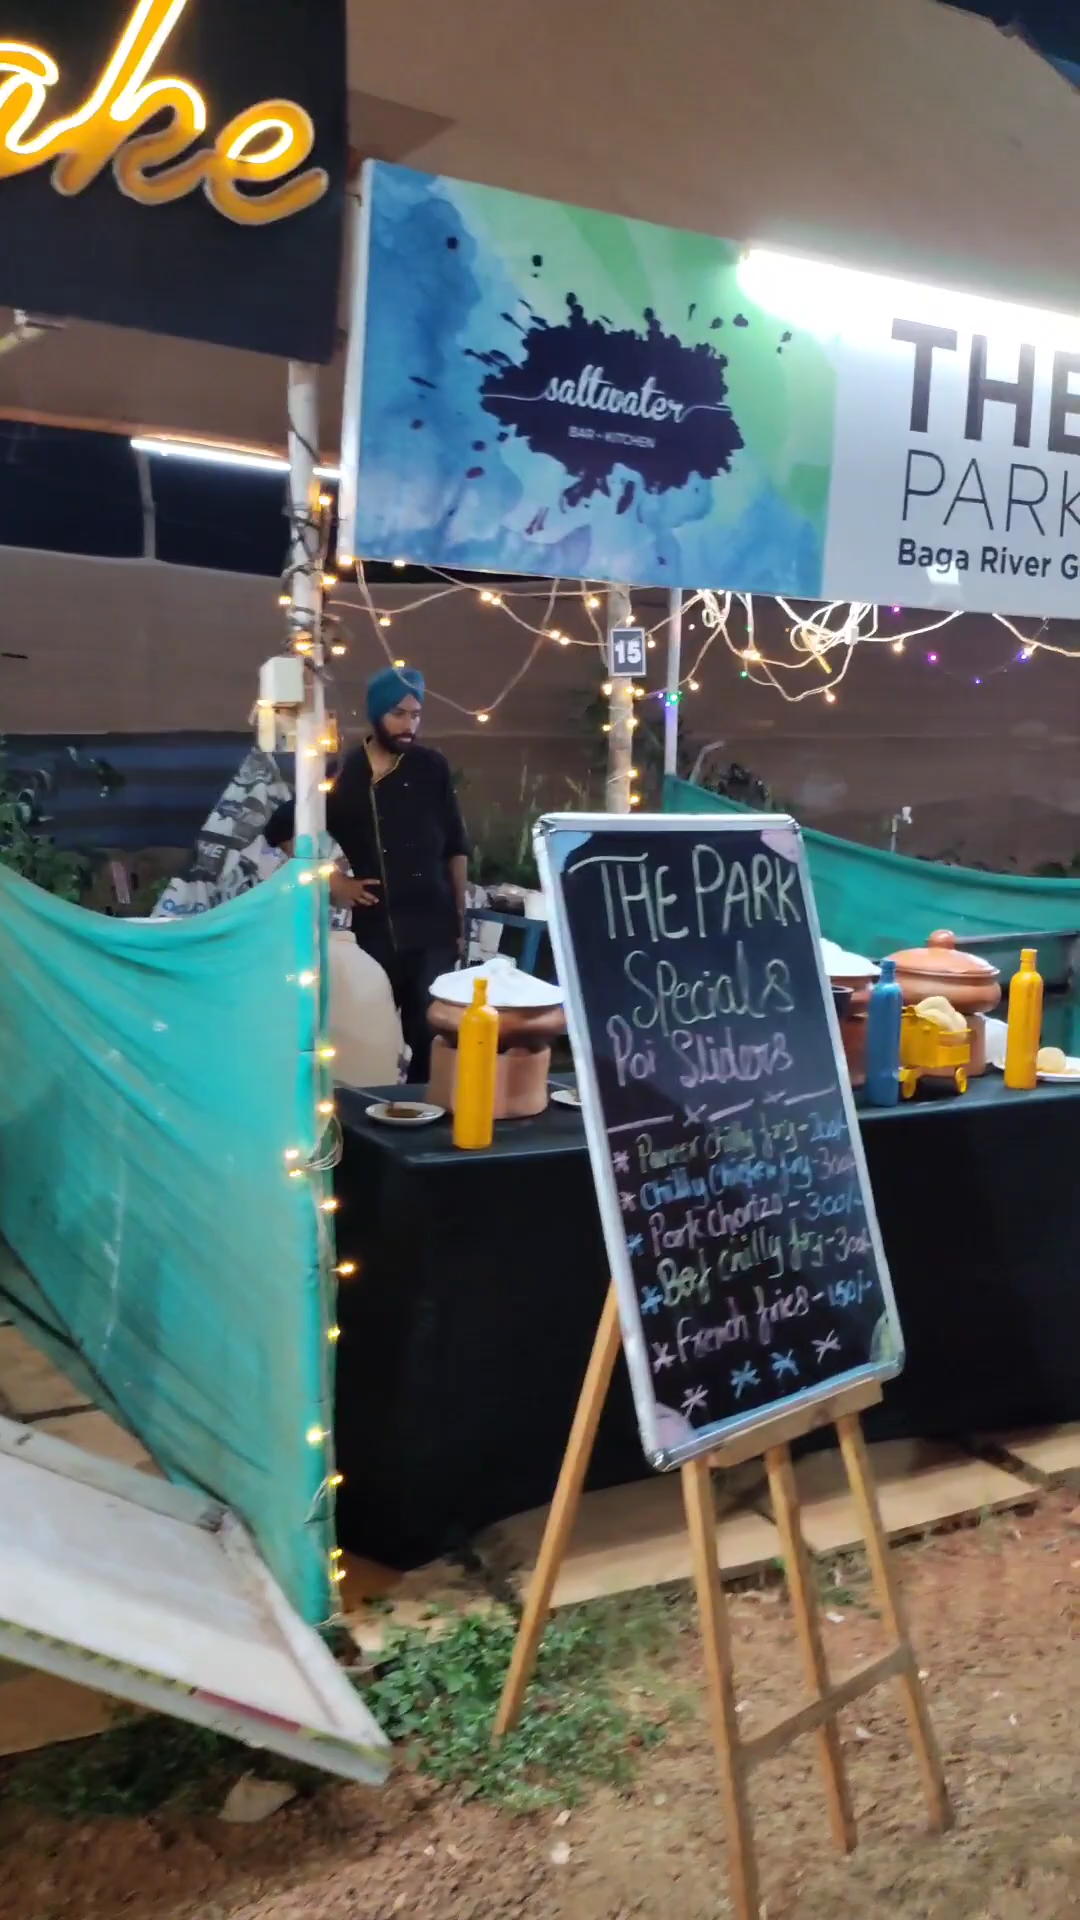 ake
saltwater
BAR - KITCHEN
THE
PARK
Baga River G
15
THE PARK
Specials
Poi Sliders
* Paneer chilly fry - 200/-
* Chilly Chicken fry - 300/-
* Pork Chorizo - 300/-
* Beef chilly fry - 300/-
* French fries - 150/-